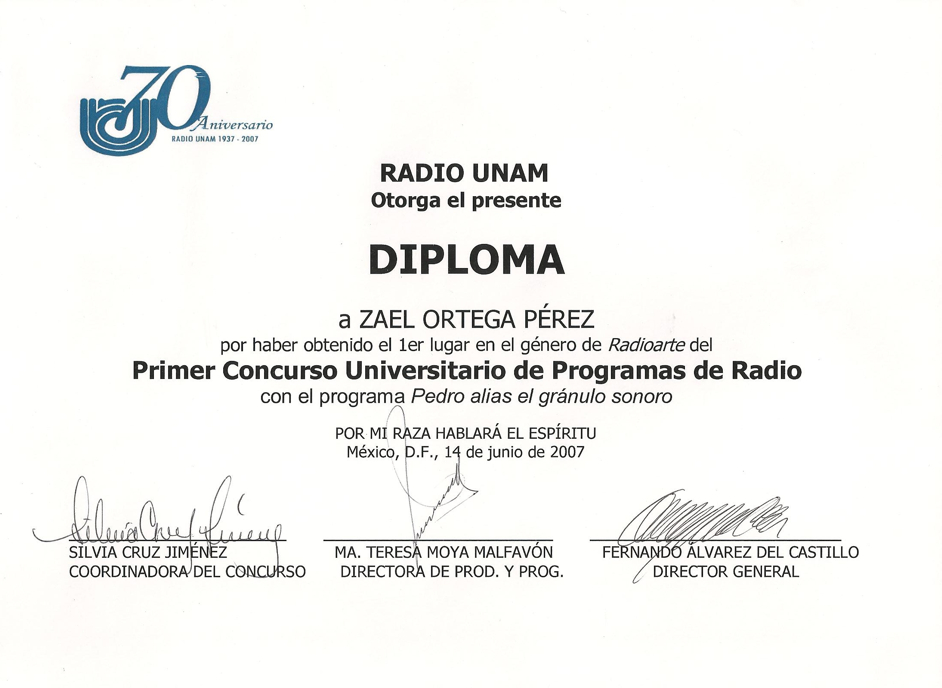 70
Aniversario
RADIO UNAM 1937 - 2007
RADIO UNAM
Otorga el presente
DIPLOMA
a ZAEL ORTEGA PÉREZ
por haber obtenido el 1er lugar en el género de Radioarte del
Primer Concurso Universitario de Programas de Radio
con el programa Pedro alias el gránulo sonoro
POR MI RAZA HABLARÁ EL ESPÍRITU
México, D.F., 14 de junio de 2007
Silvia Cruz Jiménez
SILVIA CRUZ JIMÉNEZ
COORDINADORA DEL CONCURSO
MA. TERESA MOYA MALFAVÓN
DIRECTORA DE PROD. Y PROG.
FERNANDO ÁLVAREZ DEL CASTILLO
DIRECTOR GENERAL